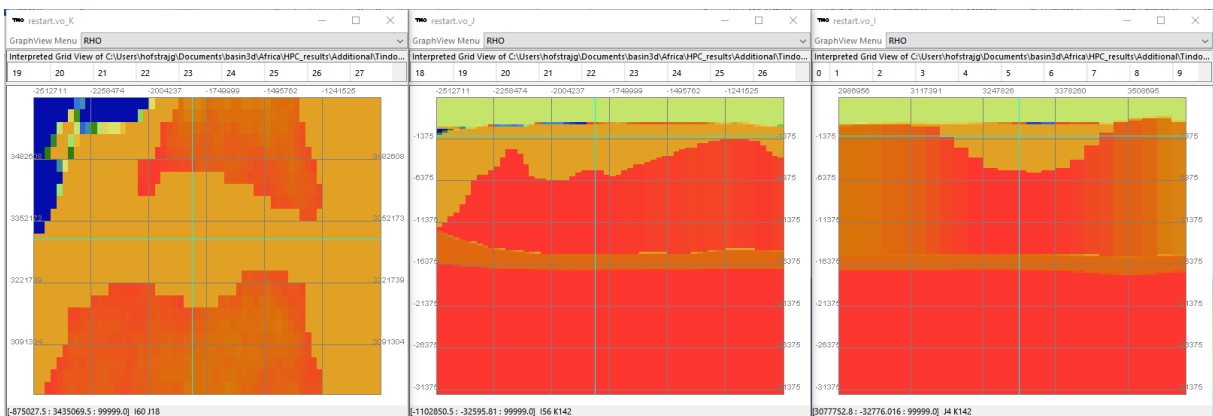 TNO restart.vo_K
GraphView Menu RHO
Interpreted Grid View of C:\Users\hofstrajg\Documents\basin3d\Africa\HPC_results\Additional\Tindo...
19 20 21 22 23 24 25 26 27
-2512711 -2258474 -2004237 -1749999 -1495762 -1241525
3482608 3482608
3352173 3352173
3221739 3221739
3091304 3091304
[-875027.5 : 3435069.5 : 99999.0] I60 J18
TNO restart.vo_J
GraphView Menu RHO
Interpreted Grid View of C:\Users\hofstrajg\Documents\basin3d\Africa\HPC_results\Additional\Tindo...
18 19 20 21 22 23 24 25 26
-2512711 -2258474 -2004237 -1749999 -1495762 -1241525
-1375 -1375
-6375 -6375
-11375 -11375
-16375 -16375
-21375 -21375
-26375 -26375
-31375 -31375
[-1102850.5 : -32595.81 : 99999.0] I56 K142
TNO restart.vo_I
GraphView Menu RHO
Interpreted Grid View of C:\Users\hofstrajg\Documents\basin3d\Africa\HPC_results\Additional\Tindo...
0 1 2 3 4 5 6 7 8 9
2986956 3117391 3247826 3378260 3508695
-1375 -1375
-6375 -6375
-11375 -11375
-16375 -16375
-21375 -21375
-26375 -26375
-31375 -31375
[3077752.8 : -32776.016 : 99999.0] J4 K142